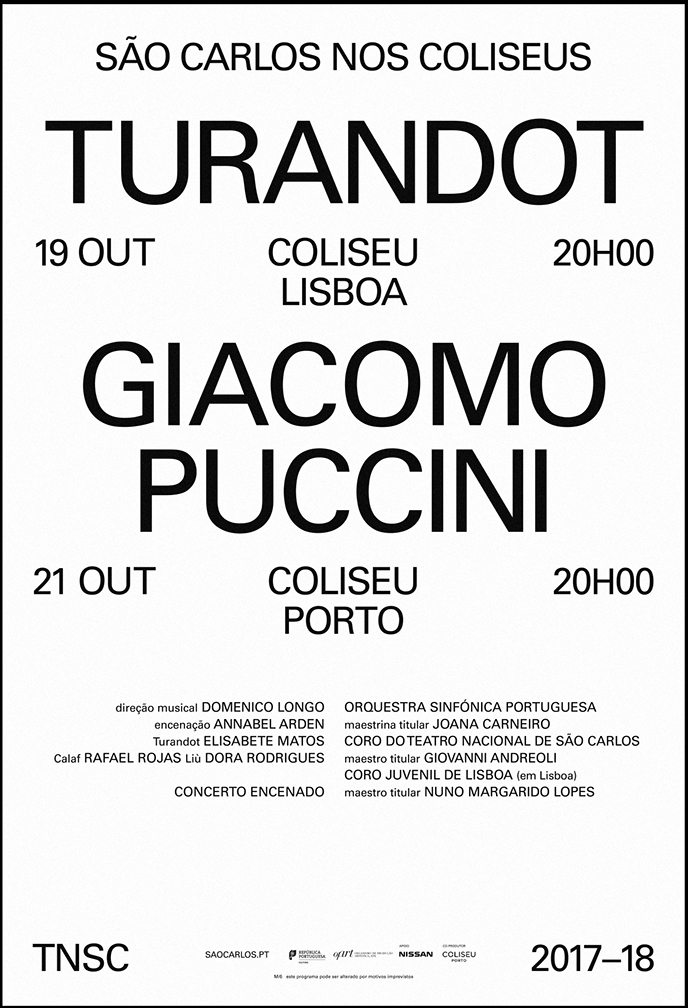 SÃO CARLOS NOS COLISEUS
TURANDOT
19 OUT COLISEU 20H00
LISBOA
GIACOMO
PUCCINI
21 OUT COLISEU 20H00
PORTO
direção musical DOMENICO LONGO
encenação ANNABEL ARDEN
Turandot ELISABETE MATOS
Calaf RAFAEL ROJAS Liù DORA RODRIGUES
CONCERTO ENCENADO
ORQUESTRA SINFÓNICA PORTUGUESA
maestrina titular JOANA CARNEIRO
CORO DO TEATRO NACIONAL DE SÃO CARLOS
maestro titular GIOVANNI ANDREOLI
CORO JUVENIL DE LISBOA (em Lisboa)
maestro titular NUNO MARGARIDO LOPES
TNSC
SAOCARLOS.PT
REPÚBLICA
PORTUGUESA
opart
APOIO
NISSAN
CO-PRODUTOR
COLISEU
PORTO
2017–18
M/6 este programa pode ser alterado por motivos imprevistos